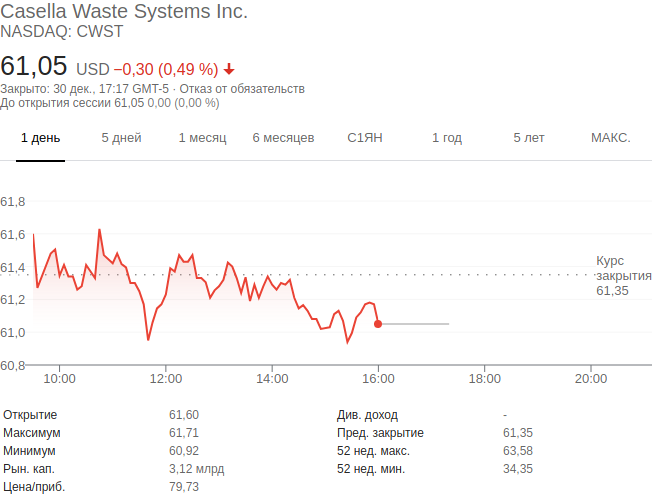 Casella Waste Systems Inc.
NASDAQ: CWST
61,05 USD −0,30 (0,49 %)
Закрыто: 30 дек., 17:17 GMT-5 · Отказ от обязательств
До открытия сессии 61,05 0,00 (0,00 %)
1 день 5 дней 1 месяц 6 месяцев С1ЯН 1 год 5 лет МАКС.
61,8
61,6
61,4
61,2
61,0
60,8
Курс
закрытия
61,35
10:00 12:00 14:00 16:00 18:00 20:00
Открытие 61,60 Див. доход -
Максимум 61,71 Пред. закрытие 61,35
Минимум 60,92 52 нед. макс. 63,58
Рын. кап. 3,12 млрд 52 нед. мин. 34,35
Цена/приб. 79,73